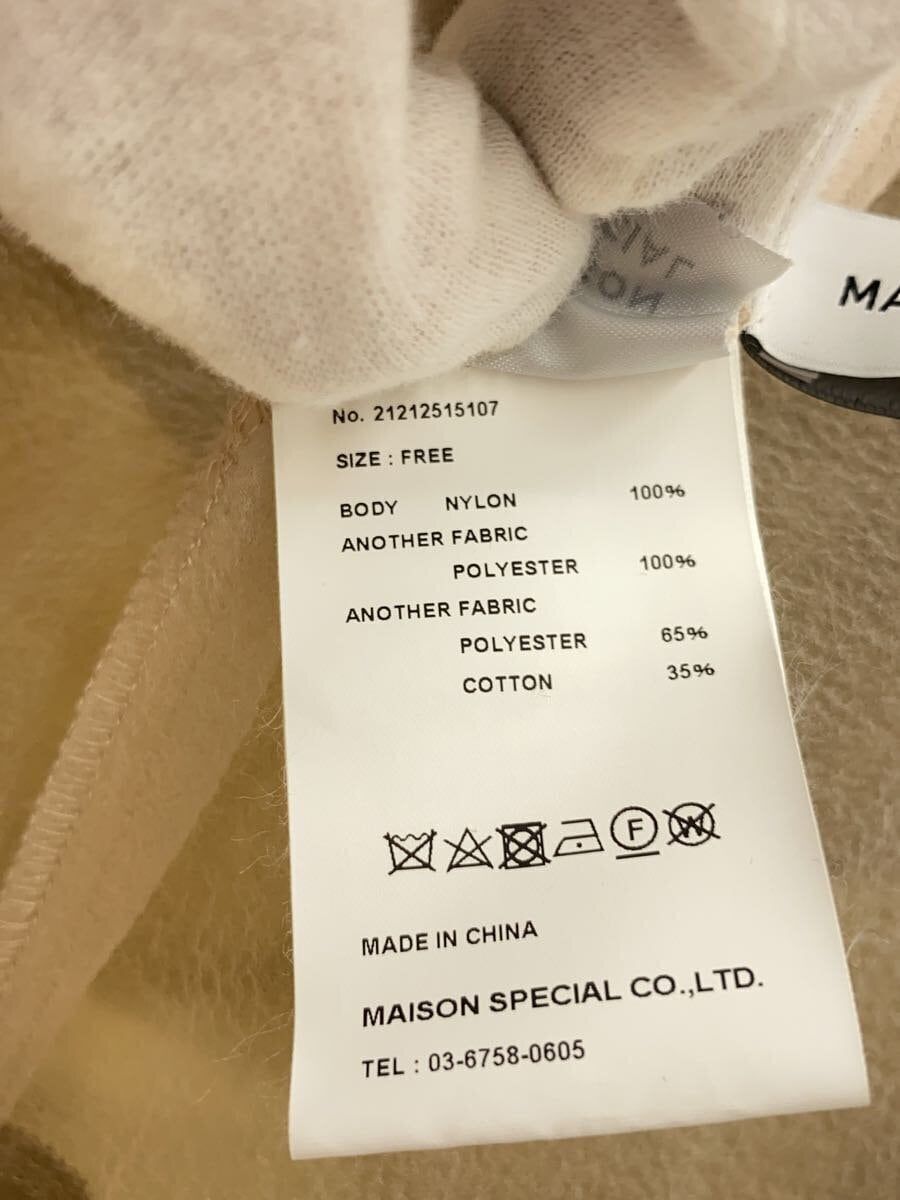 MA
No. 21212515107
SIZE : FREE
BODY NYLON 100%
ANOTHER FABRIC
POLYESTER 100%
ANOTHER FABRIC
POLYESTER 65%
COTTON 35%
F W
MADE IN CHINA
MAISON SPECIAL CO.,LTD.
TEL : 03-6758-0605